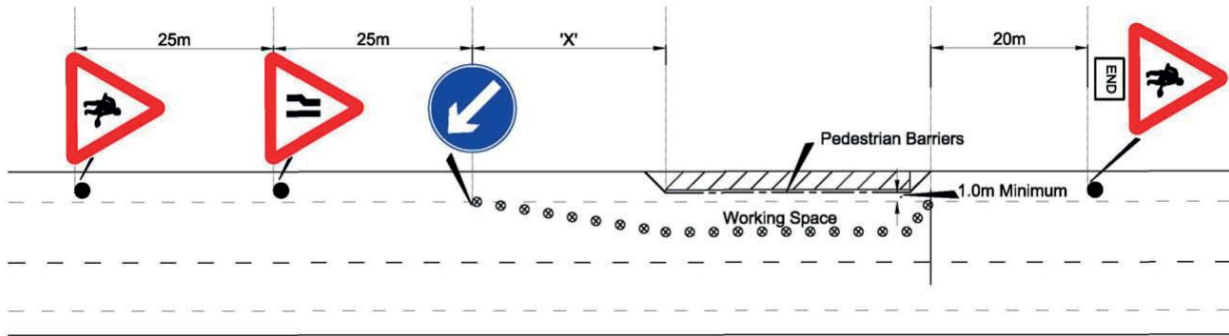 25m
25m
'X'
20m
END
Pedestrian Barriers
1.0m Minimum
Working Space